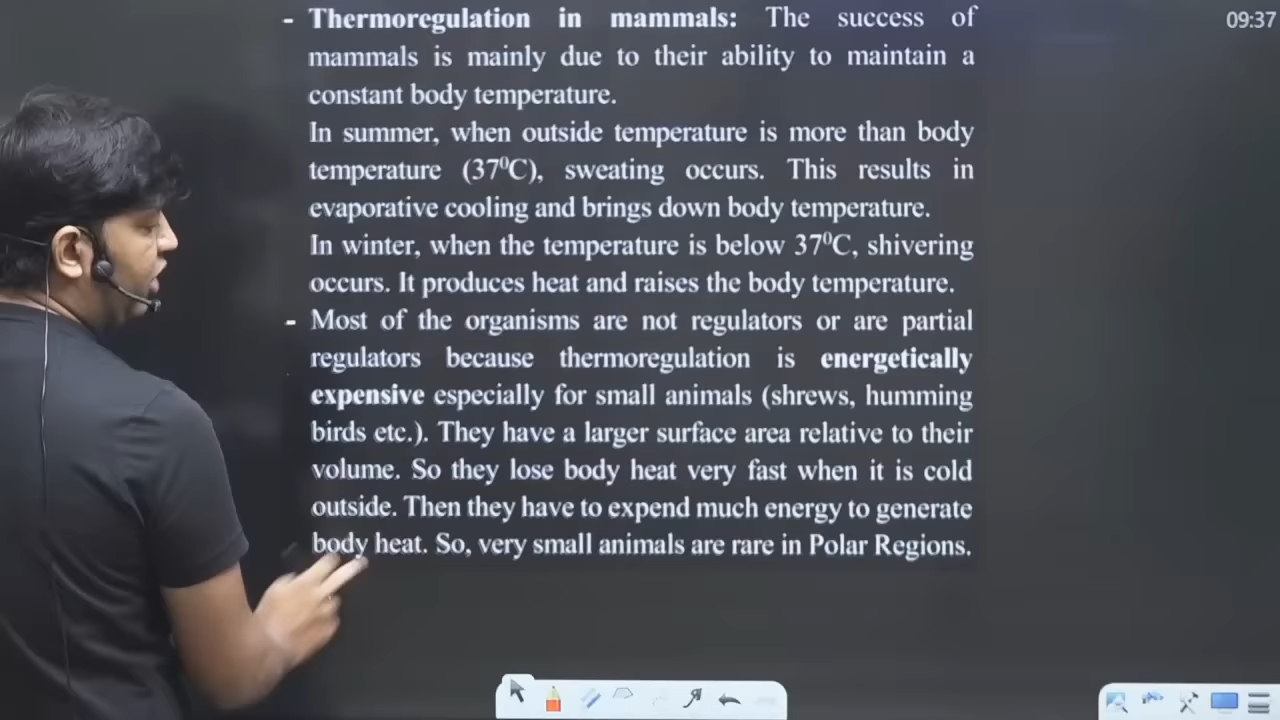 - Thermoregulation in mammals: The success of
mammals is mainly due to their ability to maintain a
constant body temperature.
In summer, when outside temperature is more than body
temperature (37⁰C), sweating occurs. This results in
evaporative cooling and brings down body temperature.
In winter, when the temperature is below 37⁰C, shivering
occurs. It produces heat and raises the body temperature.
- Most of the organisms are not regulators or are partial
regulators because thermoregulation is energetically
expensive especially for small animals (shrews, humming
birds etc.). They have a larger surface area relative to their
volume. So they lose body heat very fast when it is cold
outside. Then they have to expend much energy to generate
body heat. So, very small animals are rare in Polar Regions.
09:37